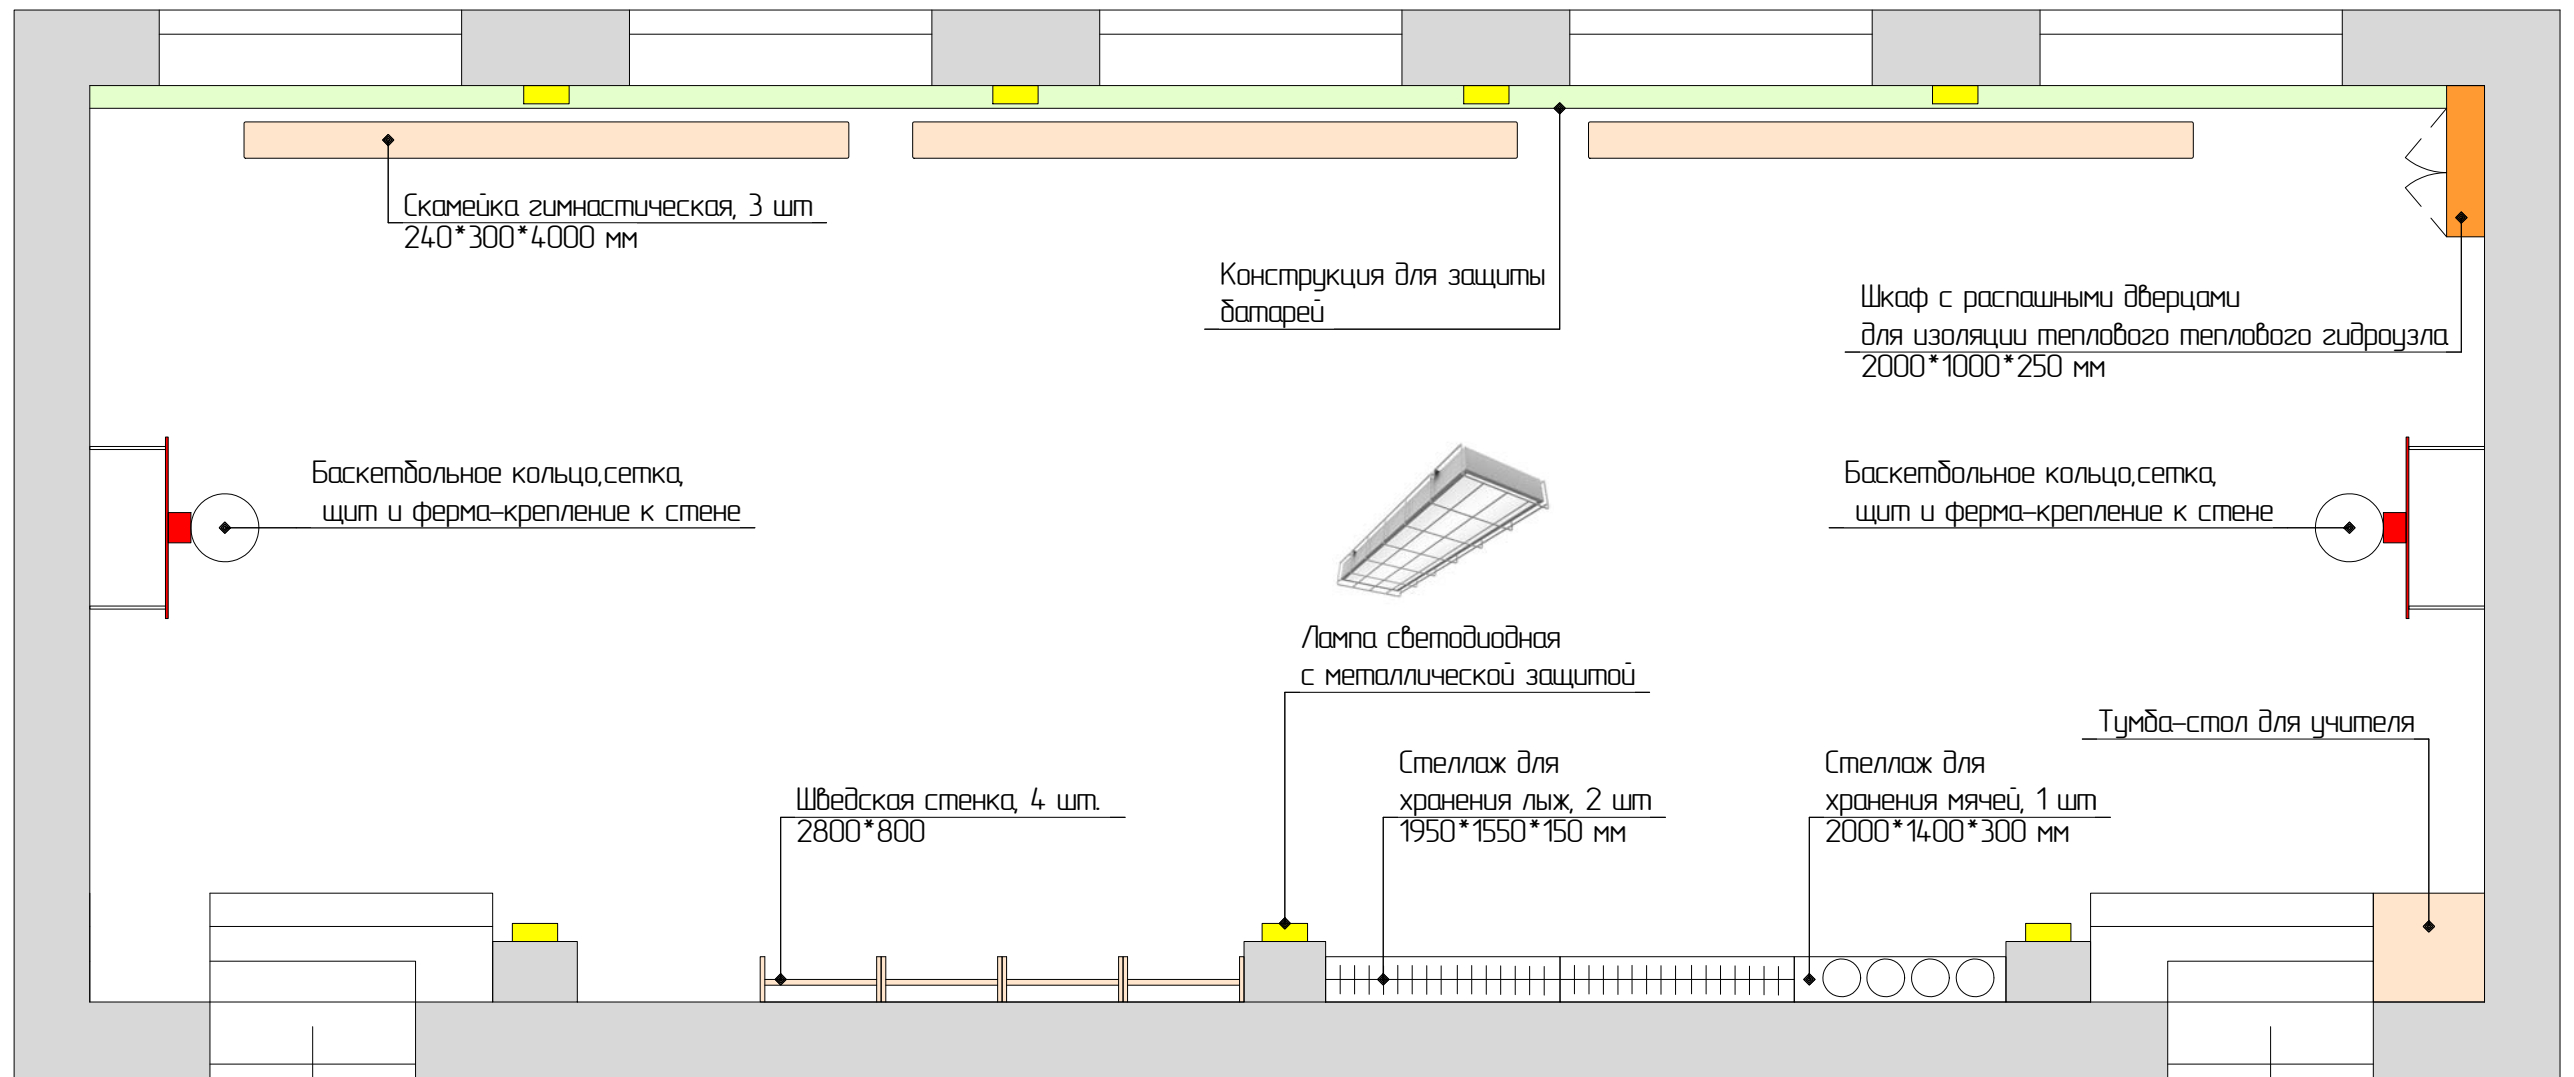 Скамейка гимнастическая, 3 шт
240*300*4000 мм
Конструкция для защиты
батарей
Шкаф с распашными дверцами
для изоляции теплового теплового гидроузла
2000*1000*250 мм
Баскетбольное кольцо,сетка,
щит и ферма-крепление к стене
Баскетбольное кольцо,сетка,
щит и ферма-крепление к стене
Лампа светодиодная
с металлической защитой
Тумба-стол для учителя
Шведская стенка, 4 шт.
2800*800
Стеллаж для
хранения лыж, 2 шт
1950*1550*150 мм
Стеллаж для
хранения мячей, 1 шт
2000*1400*300 мм